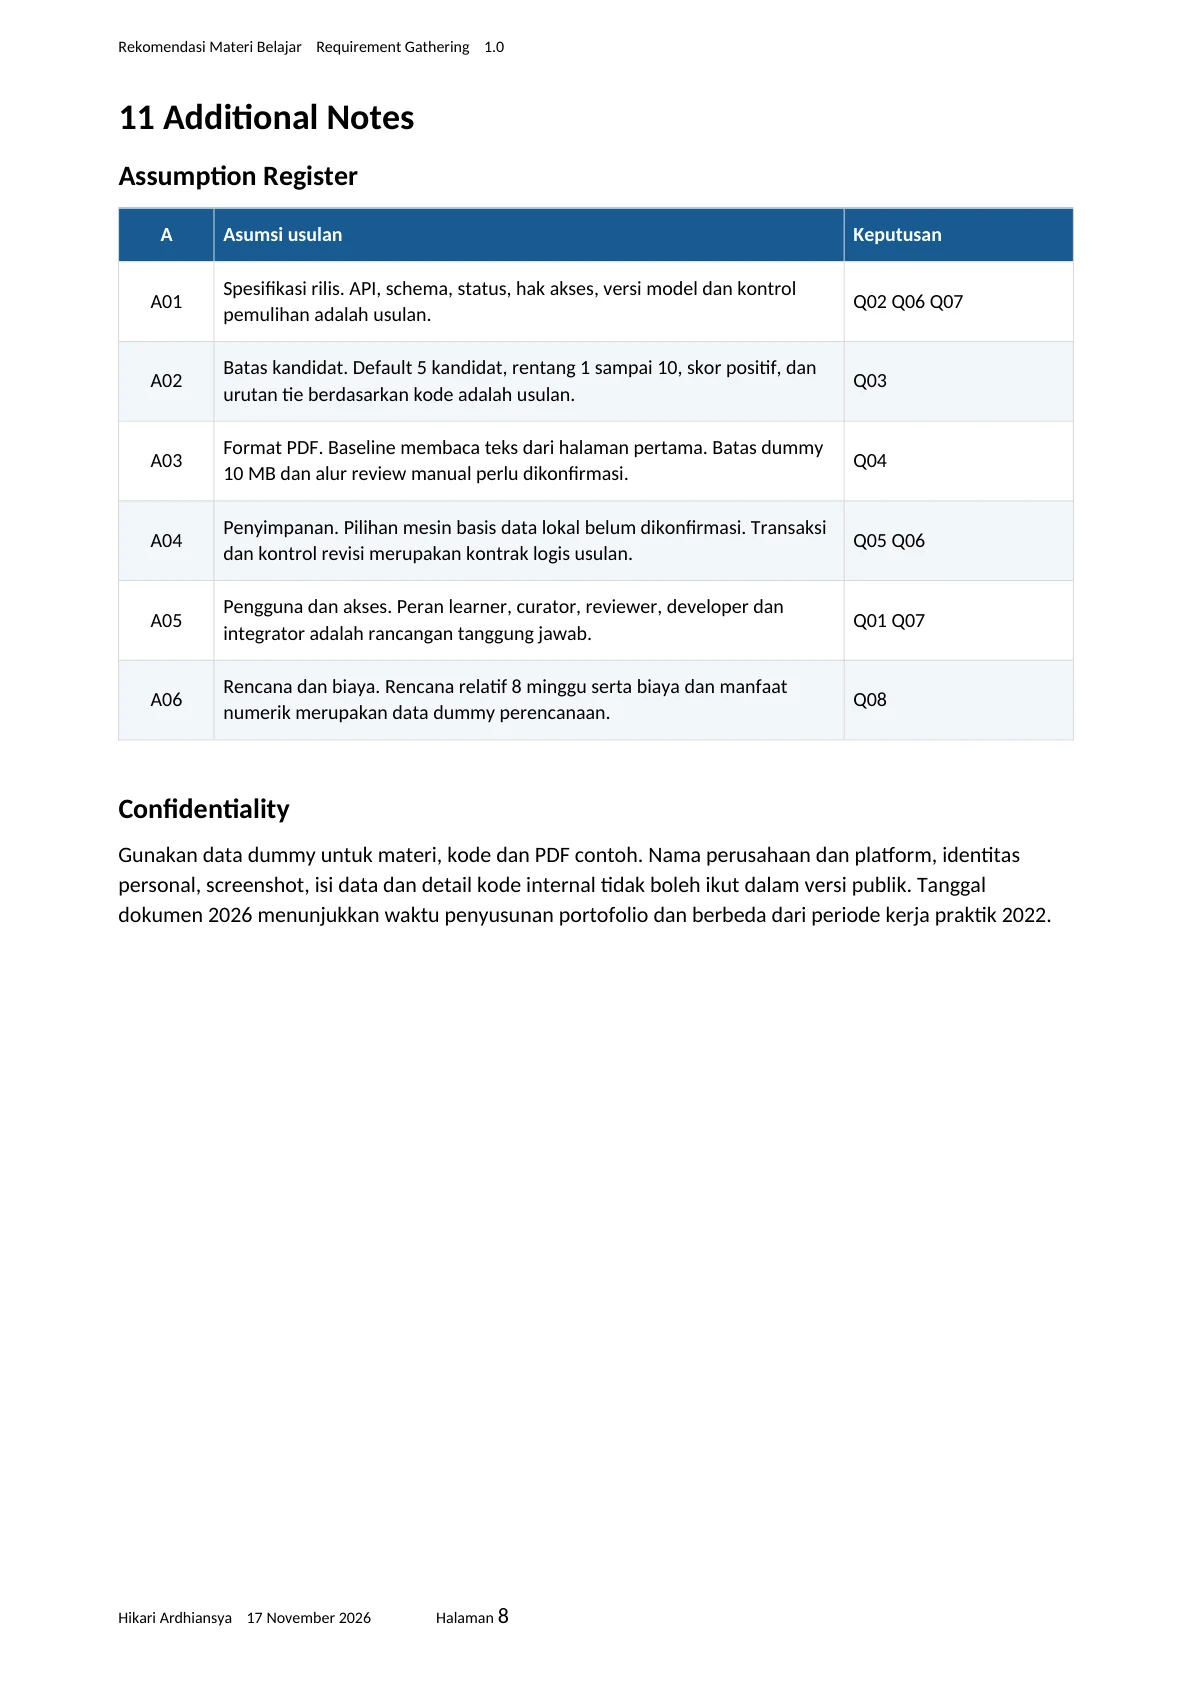 Rekomendasi Materi Belajar Requirement Gathering 1.0
11 Additional Notes
Assumption Register
A Asumsi usulan Keputusan
A01 Spesifikasi rilis. API, schema, status, hak akses, versi model dan kontrol pemulihan adalah usulan. Q02 Q06 Q07
A02 Batas kandidat. Default 5 kandidat, rentang 1 sampai 10, skor positif, dan urutan tie berdasarkan kode adalah usulan. Q03
A03 Format PDF. Baseline membaca teks dari halaman pertama. Batas dummy 10 MB dan alur review manual perlu dikonfirmasi. Q04
A04 Penyimpanan. Pilihan mesin basis data lokal belum dikonfirmasi. Transaksi dan kontrol revisi merupakan kontrak logis usulan. Q05 Q06
A05 Pengguna dan akses. Peran learner, curator, reviewer, developer dan integrator adalah rancangan tanggung jawab. Q01 Q07
A06 Rencana dan biaya. Rencana relatif 8 minggu serta biaya dan manfaat numerik merupakan data dummy perencanaan. Q08
Confidentiality
Gunakan data dummy untuk materi, kode dan PDF contoh. Nama perusahaan dan platform, identitas
personal, screenshot, isi data dan detail kode internal tidak boleh ikut dalam versi publik. Tanggal
dokumen 2026 menunjukkan waktu penyusunan portofolio dan berbeda dari periode kerja praktik 2022.
Hikari Ardhiansya 17 November 2026 Halaman 8